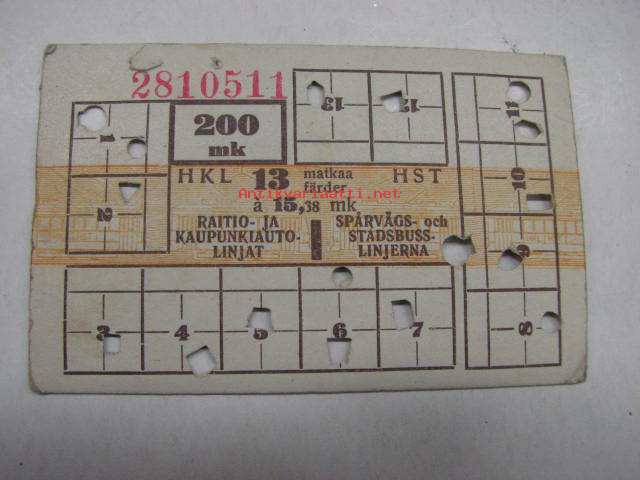 2810511
200
mk
HKL 13 matkaa färder HST
Antikvariaatti.net
à 15,38 mk
RAITIO- JA
KAUPUNKIAUTO-
LINJAT
SPÅRVÄGS- och
STADSBUSS-
LINJERNA
1
2
3
4
5
6
7
8
9
10
11
12
13